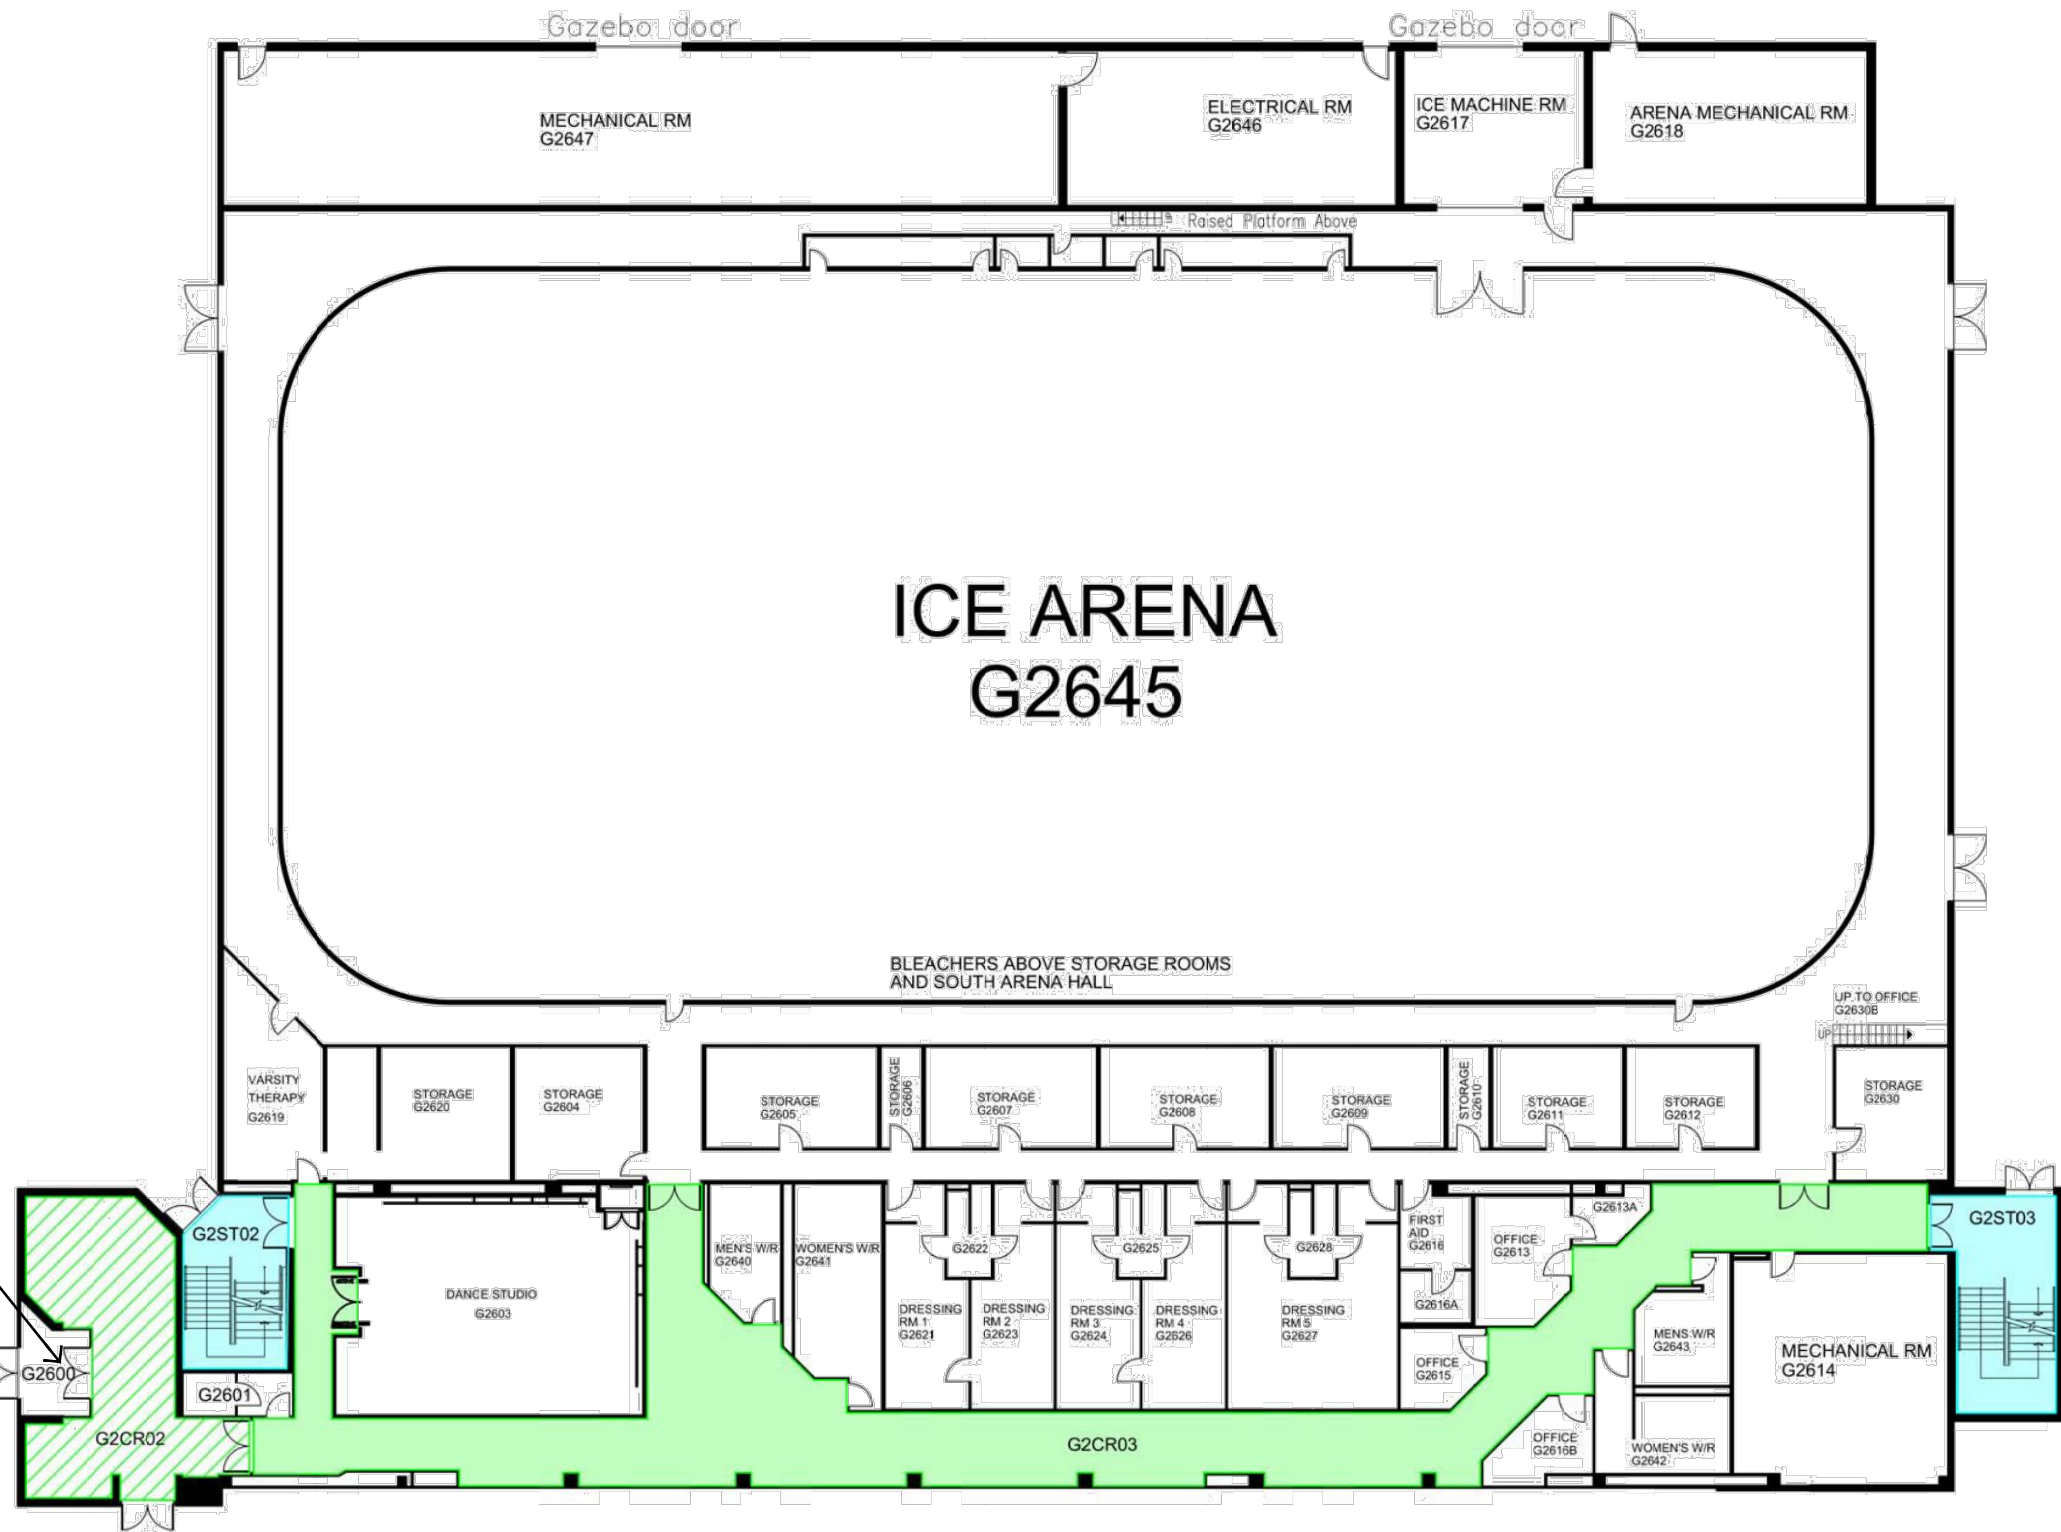 Gazebo door
Gazebo door
MECHANICAL RM
G2647
ELECTRICAL RM
G2646
ICE MACHINE RM
G2617
ARENA MECHANICAL RM
G2618
Raised Platform Above
ICE ARENA
G2645
BLEACHERS ABOVE STORAGE ROOMS
AND SOUTH ARENA HALL
UP TO OFFICE
G2630B
UP
VARSITY
THERAPY
G2619
STORAGE
G2620
STORAGE
G2604
STORAGE
G2605
STORAGE
G2606
STORAGE
G2607
STORAGE
G2608
STORAGE
G2609
STORAGE
G2610
STORAGE
G2611
STORAGE
G2612
STORAGE
G2630
G2ST02
G2ST03
DANCE STUDIO
G2603
MEN'S W/R
G2640
WOMEN'S W/R
G2641
G2622
G2625
G2628
FIRST
AID
G2616
G2616A
OFFICE
G2613
G2613A
DRESSING
RM 1
G2621
DRESSING
RM 2
G2623
DRESSING
RM 3
G2624
DRESSING
RM 4
G2626
DRESSING
RM 5
G2627
OFFICE
G2615
MENS W/R
G2643
MECHANICAL RM
G2614
G2600
G2601
G2CR02
G2CR03
OFFICE
G2616B
WOMEN'S W/R
G2642